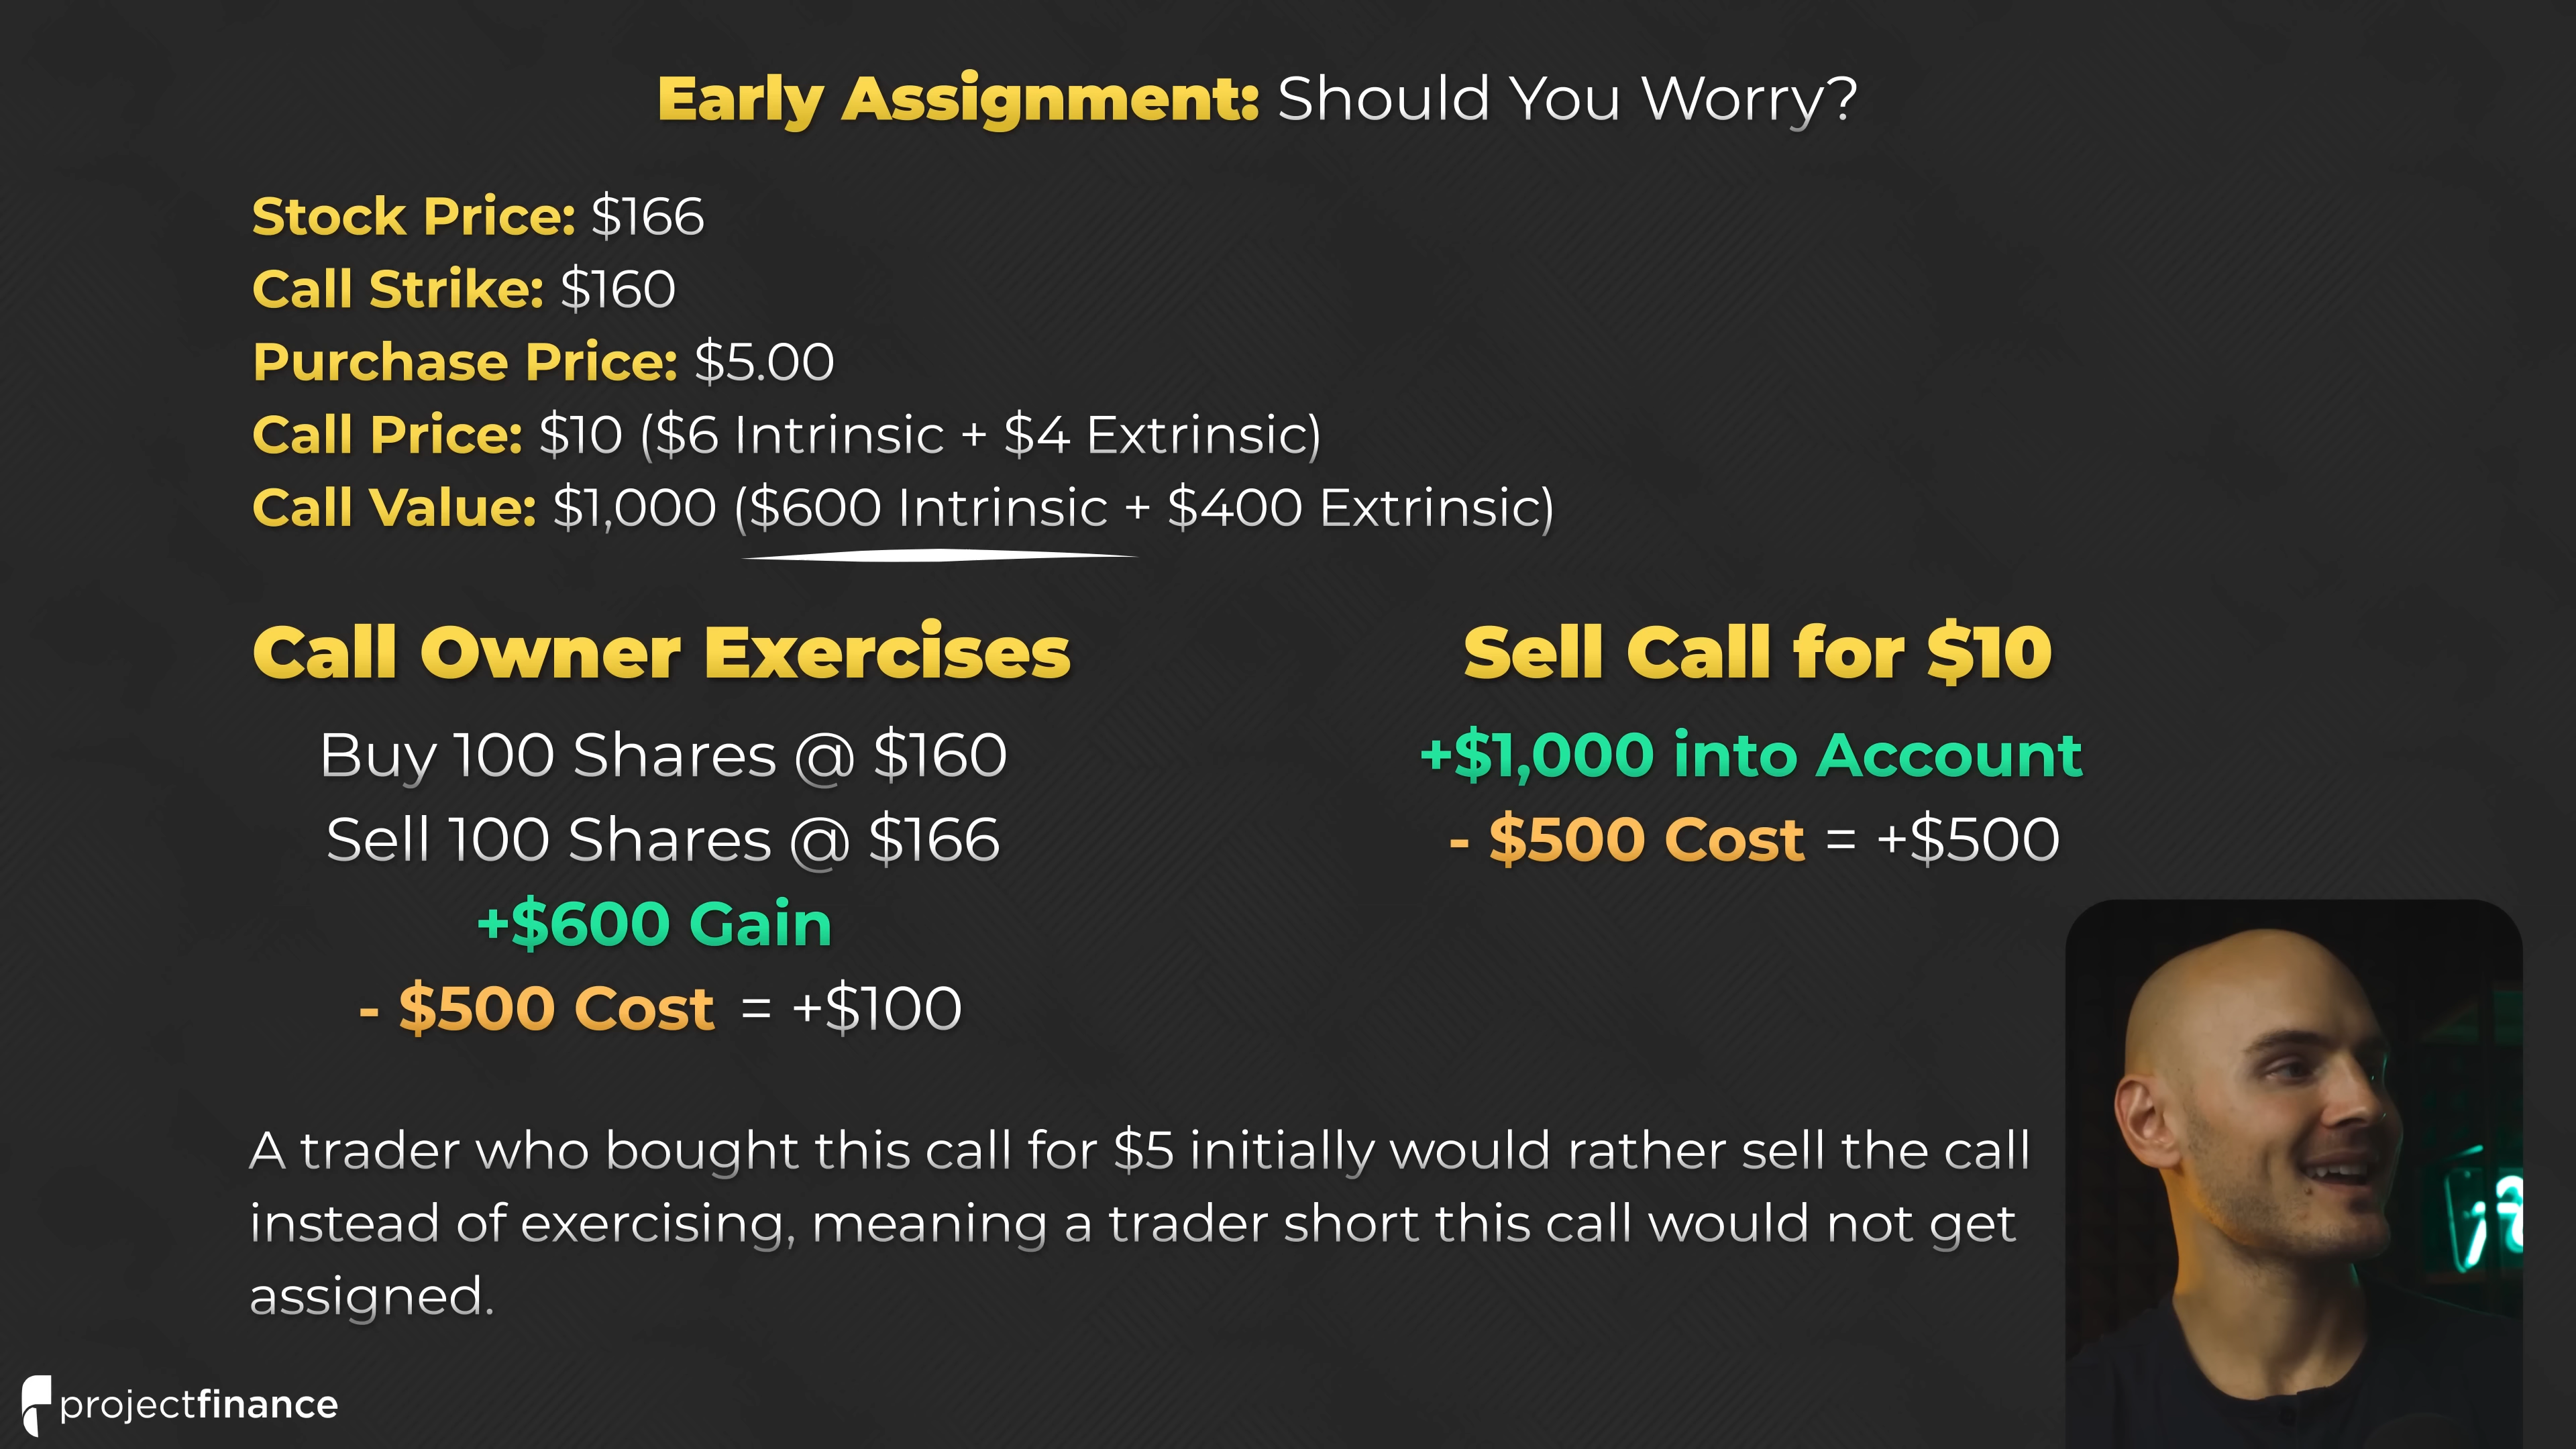 Early Assignment: Should You Worry?
Stock Price: $166
Call Strike: $160
Purchase Price: $5.00
Call Price: $10 ($6 Intrinsic + $4 Extrinsic)
Call Value: $1,000 ($600 Intrinsic + $400 Extrinsic)
Call Owner Exercises
Buy 100 Shares @ $160
Sell 100 Shares @ $166
+$600 Gain
- $500 Cost = +$100
Sell Call for $10
+$1,000 into Account
- $500 Cost = +$500
A trader who bought this call for $5 initially would rather sell the call
instead of exercising, meaning a trader short this call would not get
assigned.
projectfinance